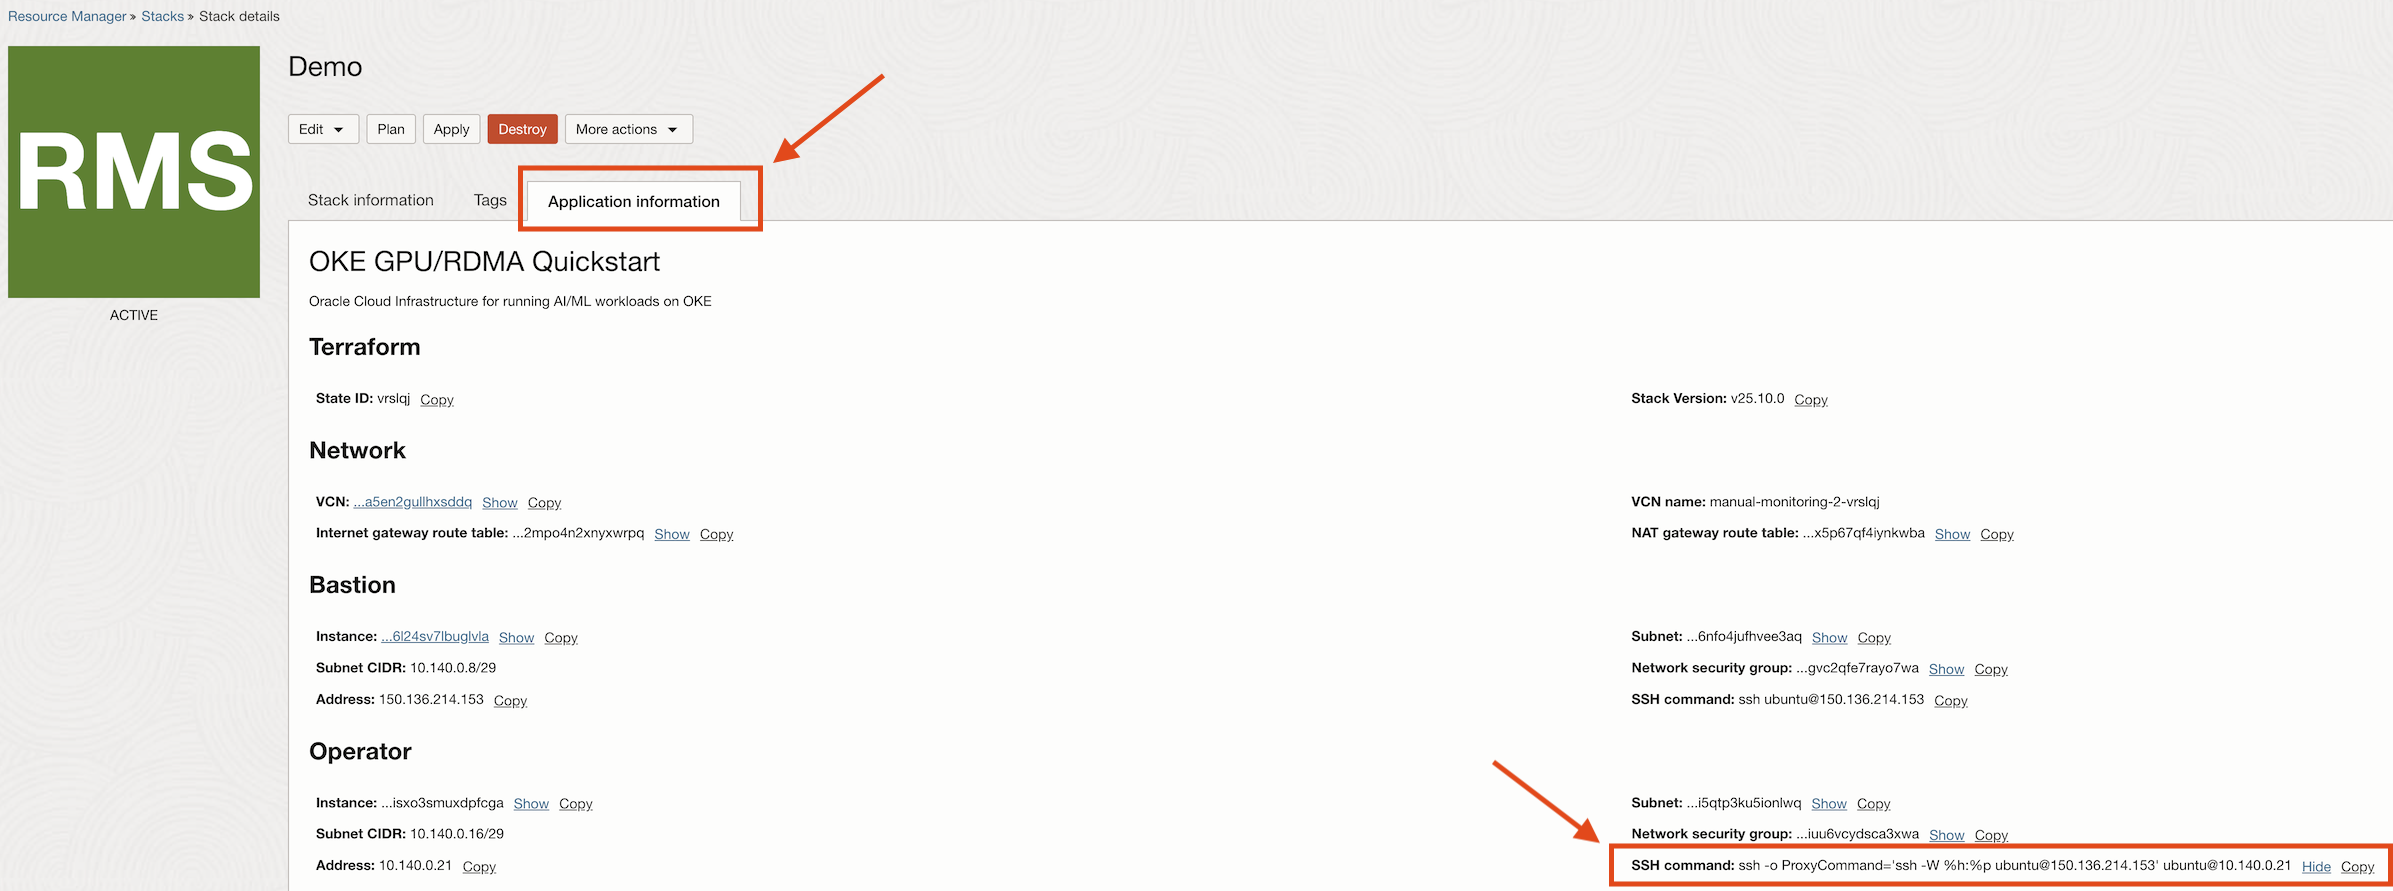 Resource Manager » Stacks » Stack details
RMS
ACTIVE
Demo
Edit Plan Apply Destroy More actions
Stack information Tags Application information
OKE GPU/RDMA Quickstart
Oracle Cloud Infrastructure for running AI/ML workloads on OKE
Terraform
State ID: vrslqj Copy Stack Version: v25.10.0 Copy
Network
VCN: ...a5en2gullhxsddq Show Copy VCN name: manual-monitoring-2-vrslqj
Internet gateway route table: ...2mpo4n2xnyxwrpq Show Copy NAT gateway route table: ...x5p67qf4iynkwba Show Copy
Bastion
Instance: ...6l24sv7lbuglvla Show Copy Subnet: ...6nfo4jufhvee3aq Show Copy
Subnet CIDR: 10.140.0.8/29 Network security group: ...gvc2qfe7rayo7wa Show Copy
Address: 150.136.214.153 Copy SSH command: ssh ubuntu@150.136.214.153 Copy
Operator
Instance: ...isxo3smuxdpfcga Show Copy Subnet: ...i5qtp3ku5ionlwq Show Copy
Subnet CIDR: 10.140.0.16/29 Network security group: ...iuu6vcydsca3xwa Show Copy
Address: 10.140.0.21 Copy SSH command: ssh -o ProxyCommand='ssh -W %h:%p ubuntu@150.136.214.153' ubuntu@10.140.0.21 Hide Copy